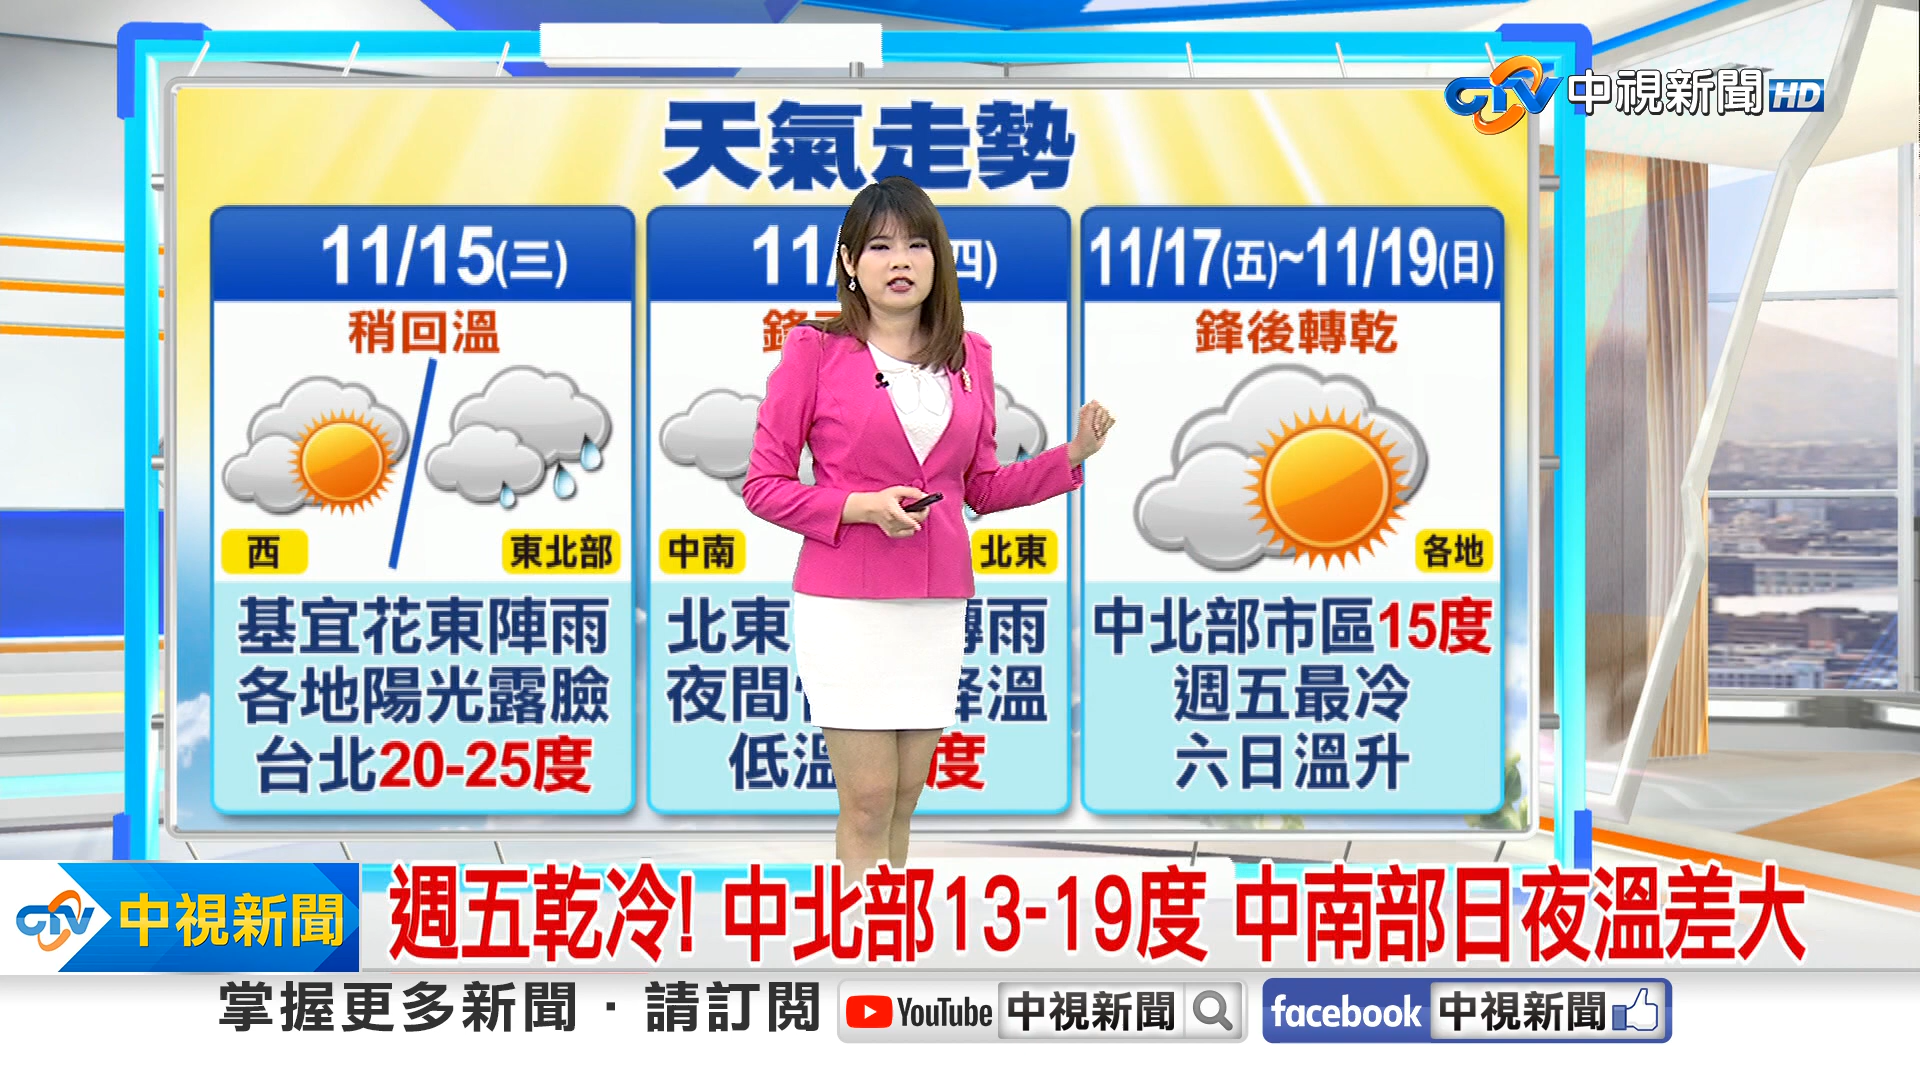 CTV 中視新聞 HD
天氣走勢
11/15(三)
稍回溫
西
東北部
基宜花東陣雨
各地陽光露臉
台北20-25度
11/ 四)
鋒
中南
北東
北東 轉雨
夜間 降溫
低溫 度
11/17(五)~11/19(日)
鋒後轉乾
各地
中北部市區15度
週五最冷
六日溫升
CTV 中視新聞
週五乾冷! 中北部13-19度 中南部日夜溫差大
掌握更多新聞・請訂閱
YouTube 中視新聞
facebook 中視新聞